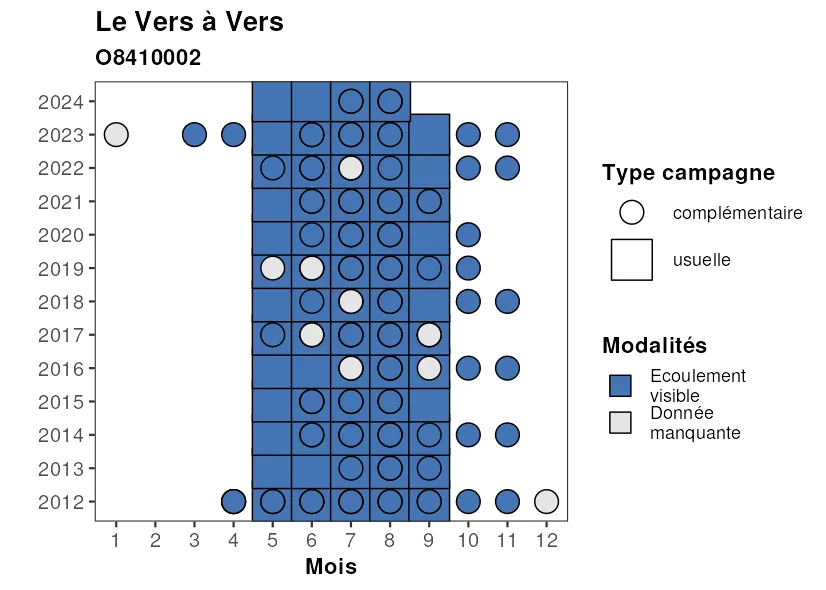 Le Vers à Vers
O8410002
2024
2023
2022
2021
2020
2019
2018
2017
2016
2015
2014
2013
2012
1 2 3 4 5 6 7 8 9 10 11 12
Mois
Type campagne
complémentaire
usuelle
Modalités
Ecoulement
visible
Donnée
manquante